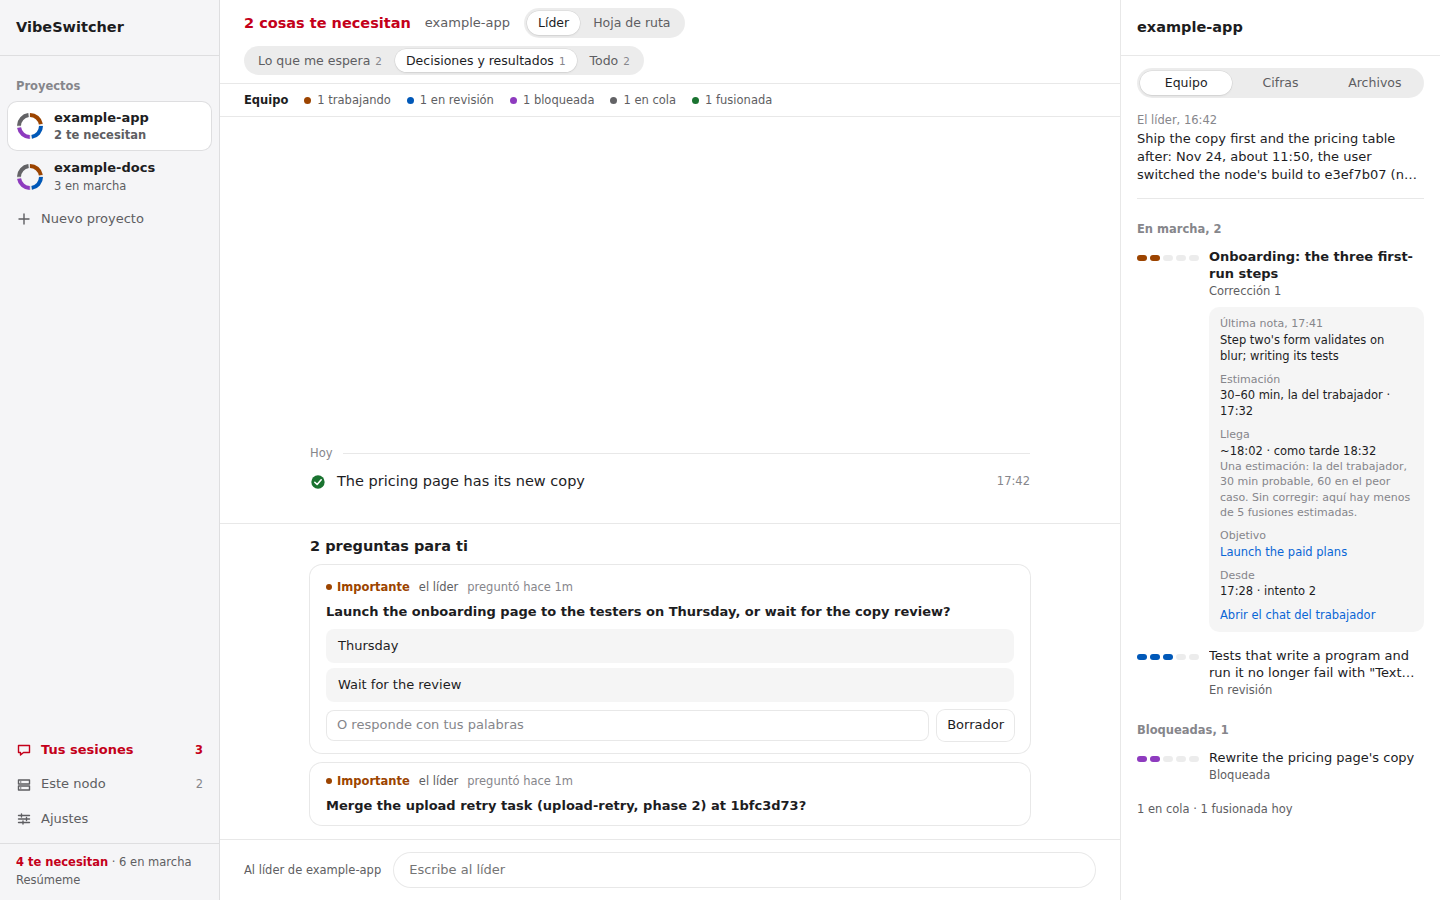 VibeSwitcher
Proyectos
example-app
2 te necesitan
example-docs
3 en marcha
Nuevo proyecto
Tus sesiones 3
Este nodo 2
Ajustes
4 te necesitan · 6 en marcha
Resúmeme
2 cosas te necesitan example-app Líder Hoja de ruta
Lo que me espera 2 Decisiones y resultados 1 Todo 2
Equipo 1 trabajando 1 en revisión 1 bloqueada 1 en cola 1 fusionada
Hoy
The pricing page has its new copy 17:42
2 preguntas para ti
Importante el líder preguntó hace 1m
Launch the onboarding page to the testers on Thursday, or wait for the copy review?
Thursday
Wait for the review
O responde con tus palabras Borrador
Importante el líder preguntó hace 1m
Merge the upload retry task (upload-retry, phase 2) at 1bfc3d73?
Al líder de example-app Escribe al líder
example-app
Equipo Cifras Archivos
El líder, 16:42
Ship the copy first and the pricing table
after: Nov 24, about 11:50, the user
switched the node's build to e3ef7b07 (n…
En marcha, 2
Onboarding: the three first-
run steps
Corrección 1
Última nota, 17:41
Step two's form validates on
blur; writing its tests
Estimación
30–60 min, la del trabajador ·
17:32
Llega
~18:02 · como tarde 18:32
Una estimación: la del trabajador,
30 min probable, 60 en el peor
caso. Sin corregir: aquí hay menos
de 5 fusiones estimadas.
Objetivo
Launch the paid plans
Desde
17:28 · intento 2
Abrir el chat del trabajador
Tests that write a program and
run it no longer fail with "Text…
En revisión
Bloqueadas, 1
Rewrite the pricing page's copy
Bloqueada
1 en cola · 1 fusionada hoy